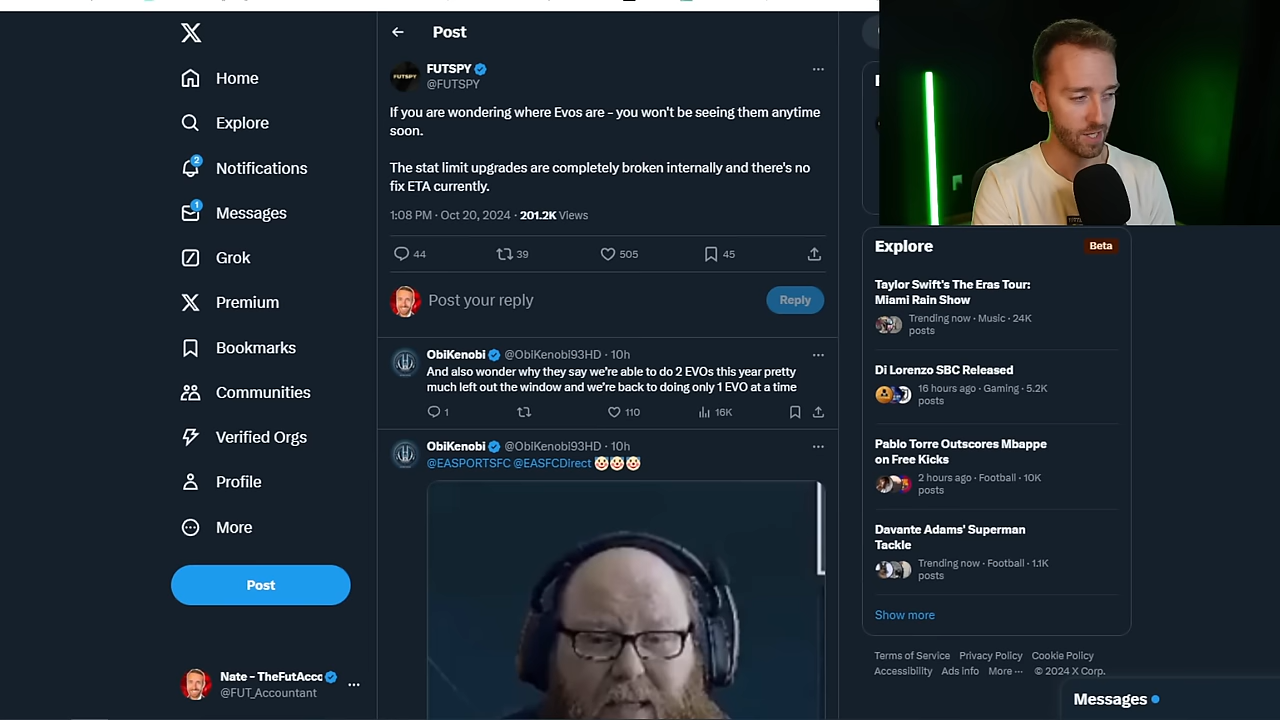 Home
Explore
2
Notifications
1
Messages
Grok
Premium
Bookmarks
Communities
Verified Orgs
Profile
More
Post
Nate - TheFutAccc
@FUT_Accountant
Post
FUTSPY
FUTSPY
@FUTSPY
If you are wondering where Evos are - you won't be seeing them anytime
soon.
The stat limit upgrades are completely broken internally and there's no
fix ETA currently.
1:08 PM · Oct 20, 2024 · 201.2K Views
44 39 505 45
Post your reply
Reply
ObiKenobi @ObiKenobi93HD · 10h
And also wonder why they say we're able to do 2 EVOs this year pretty
much left out the window and we're back to doing only 1 EVO at a time
1 110 16K
ObiKenobi @ObiKenobi93HD · 10h
@EASPORTSFC @EASFCDirect 🤡🤡🤡
Explore
Beta
Taylor Swift's The Eras Tour:
Miami Rain Show
Trending now · Music · 24K
posts
Di Lorenzo SBC Released
16 hours ago · Gaming · 5.2K
posts
Pablo Torre Outscores Mbappe
on Free Kicks
2 hours ago · Football · 10K
posts
Davante Adams' Superman
Tackle
Trending now · Football · 1.1K
posts
Show more
Terms of Service Privacy Policy Cookie Policy
Accessibility Ads info More ··· © 2024 X Corp.
Messages